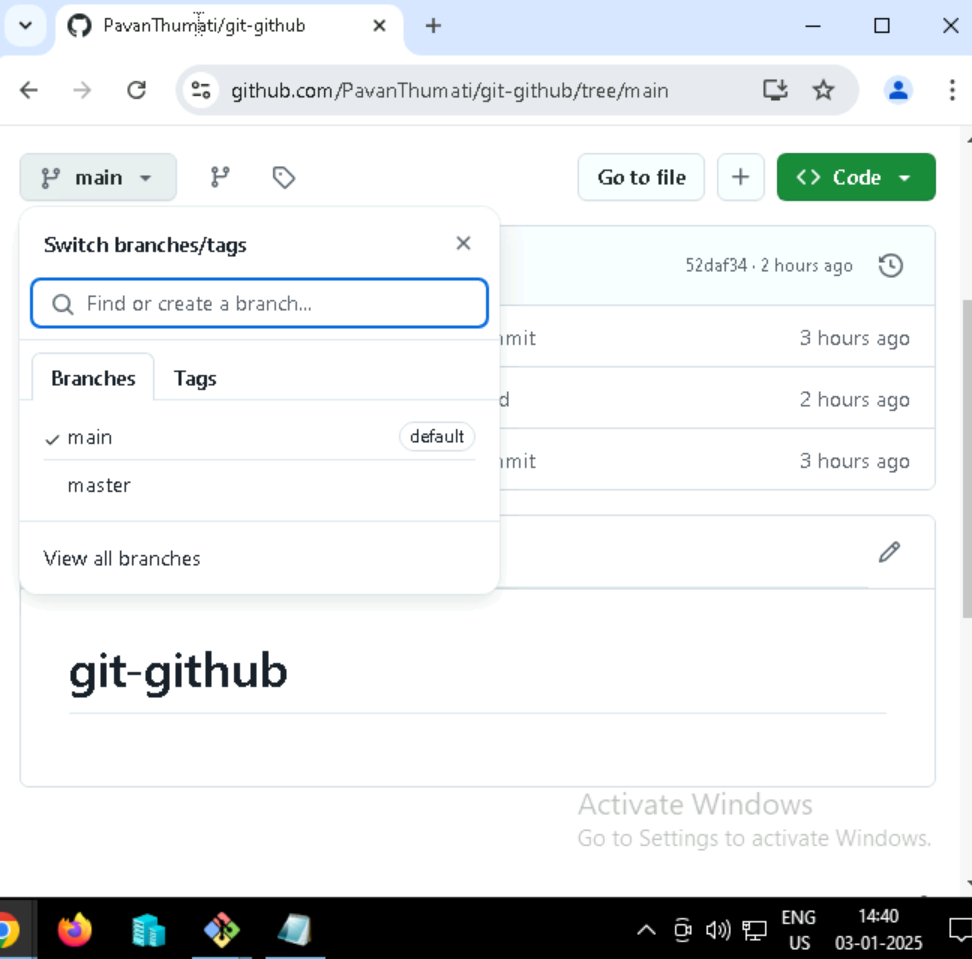 PavanThumati/git-github
github.com/PavanThumati/git-github/tree/main
main
Go to file
Code
Switch branches/tags
52daf34 · 2 hours ago
Find or create a branch...
mit
3 hours ago
Branches
Tags
d
2 hours ago
main
default
mit
3 hours ago
master
View all branches
git-github
Activate Windows
Go to Settings to activate Windows.
ENG
US
14:40
03-01-2025